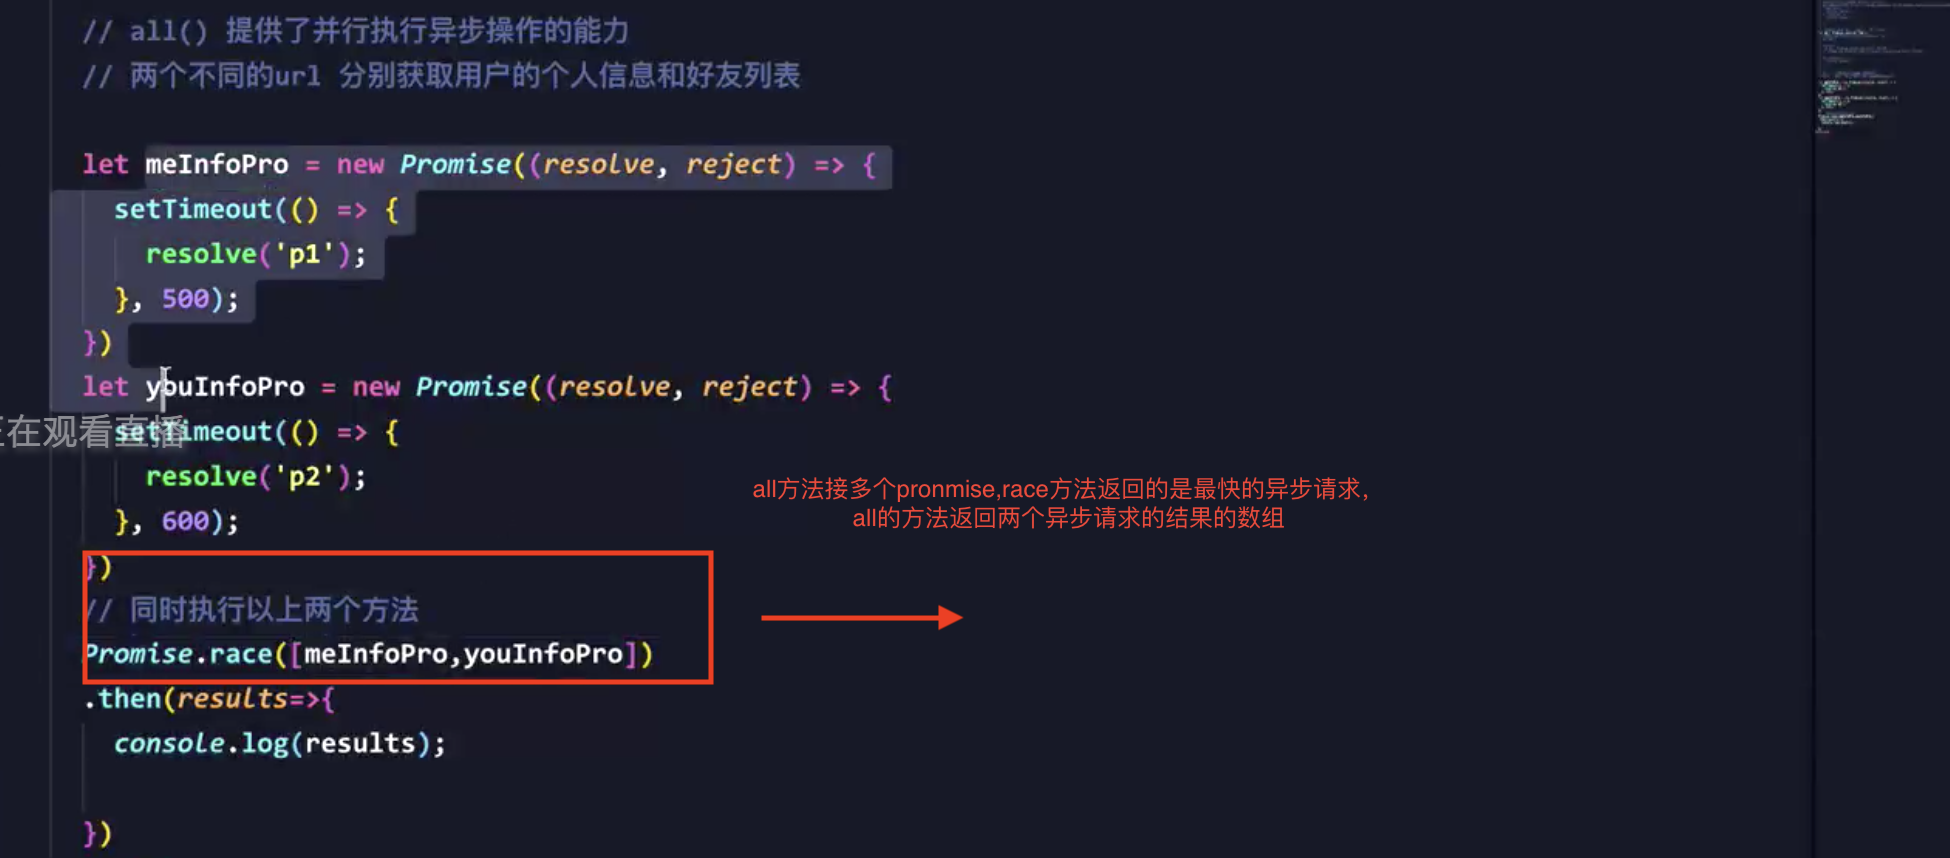 // all() 提供了并行执行异步操作的能力
// 两个不同的url 分别获取用户的个人信息和好友列表
let meInfoPro = new Promise((resolve, reject) => {
setTimeout(() => {
resolve('p1');
}, 500);
})
let youInfoPro = new Promise((resolve, reject) => {
正在观看直播
setTimeout(() => {
resolve('p2');
}, 600);
all方法接多个pronmise,race方法返回的是最快的异步请求,
all的方法返回两个异步请求的结果的数组
})
// 同时执行以上两个方法
Promise.race([meInfoPro,youInfoPro])
.then(results=>{
console.log(results);
})